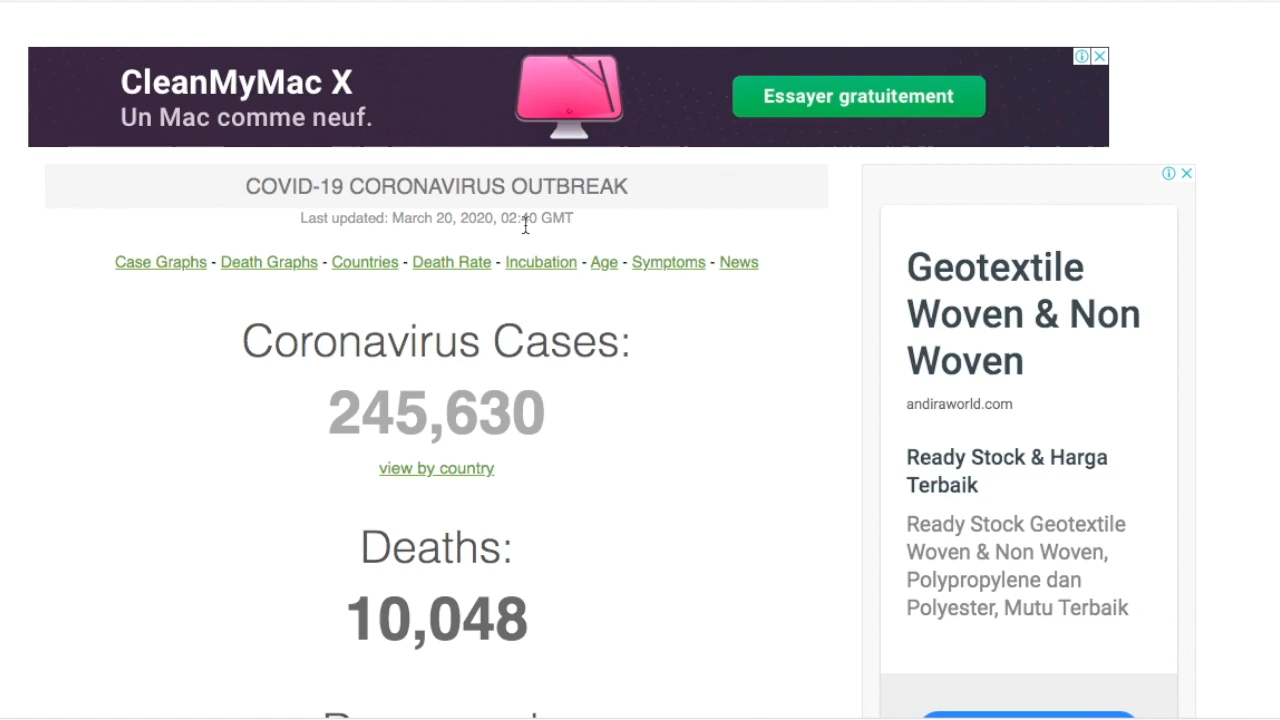 CleanMyMac X
Un Mac comme neuf.
Essayer gratuitement
COVID-19 CORONAVIRUS OUTBREAK
Last updated: March 20, 2020, 02:40 GMT
Case Graphs - Death Graphs - Countries - Death Rate - Incubation - Age - Symptoms - News
Coronavirus Cases:
245,630
view by country
Deaths:
10,048
Geotextile
Woven & Non
Woven
andiraworld.com
Ready Stock & Harga
Terbaik
Ready Stock Geotextile
Woven & Non Woven,
Polypropylene dan
Polyester, Mutu Terbaik